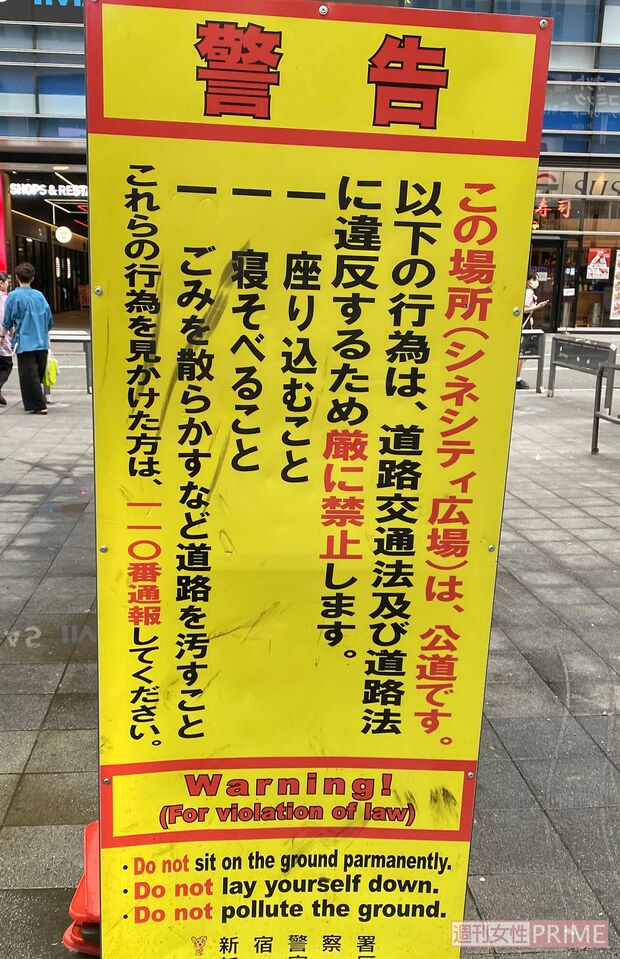 SHOPS & RESTA
警告
この場所(シネシティ広場)は、公道です。
以下の行為は、道路交通法及び道路法
に違反するため厳に禁止します。
一 座り込むこと
一 寝そべること
一 ごみを散らかすなど道路を汚すこと
これらの行為を見かけた方は、一一〇番通報してください。
Warning!
(For violation of law)
・Do not sit on the ground parmanently.
・Do not lay yourself down.
・Do not pollute the ground.
新宿警察署
寿司
週刊女性PRIME